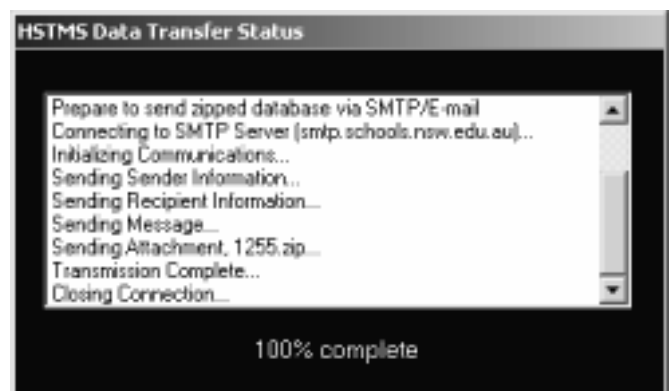 HSTMS Data Transfer Status
Prepare to send zipped database via SMTP/E-mail
Connecting to SMTP Server (smtp.schools.nsw.edu.au)...
Initializing Communications...
Sending Sender Information...
Sending Recipient Information...
Sending Message...
Sending Attachment, 1255.zip...
Transmission Complete...
Closing Connection...
100% complete